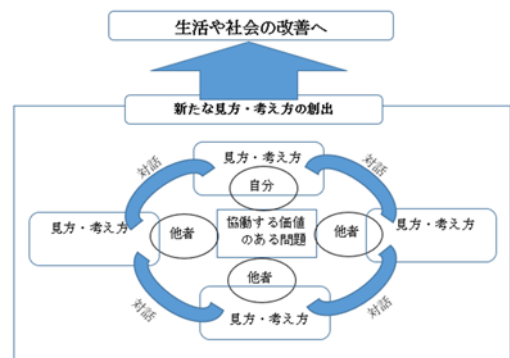 生活や社会の改善へ
新たな見方・考え方の創出
対話
見方・考え方
対話
自分
見方・考え方
他者
協働する価値
のある問題
他者
見方・考え方
他者
対話
見方・考え方
対話